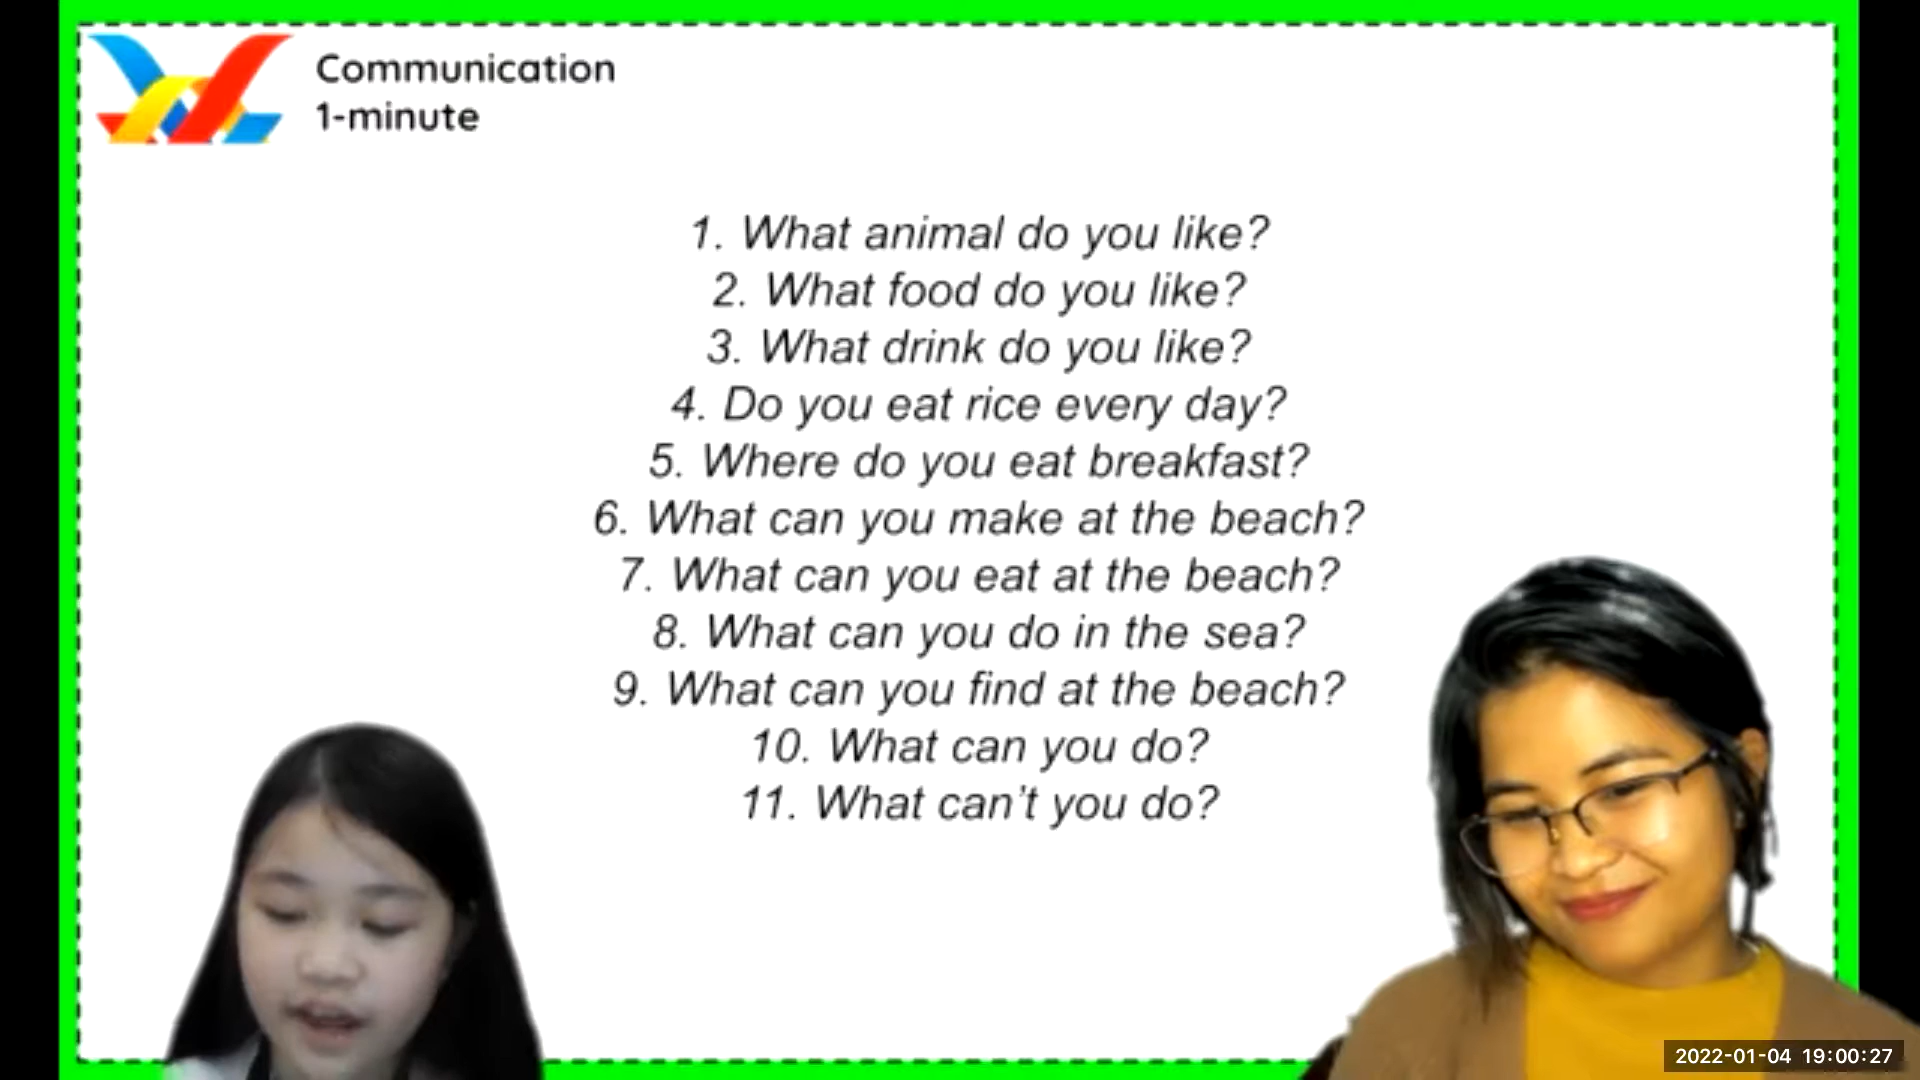 Communication
1-minute
1. What animal do you like?
2. What food do you like?
3. What drink do you like?
4. Do you eat rice every day?
5. Where do you eat breakfast?
6. What can you make at the beach?
7. What can you eat at the beach?
8. What can you do in the sea?
9. What can you find at the beach?
10. What can you do?
11. What can't you do?
2022-01-04 19:00:27